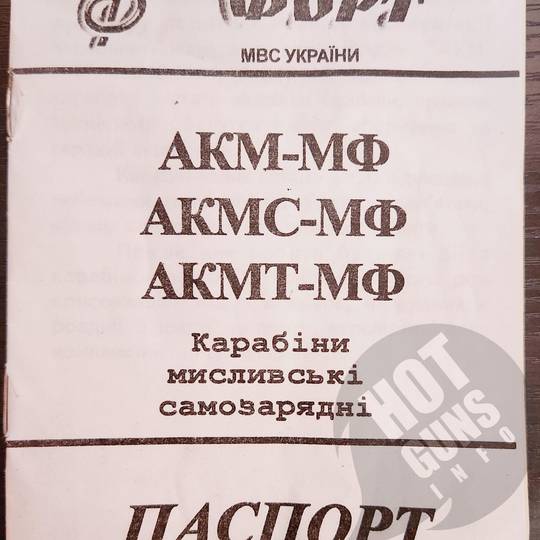 ФОРТ
МВС УКРАЇНИ
АКМ-МФ
АКМС-МФ
АКМТ-МФ
Карабіни
мисливські
самозарядні
ПАСПОРТ
HOT
GUNS
INFO